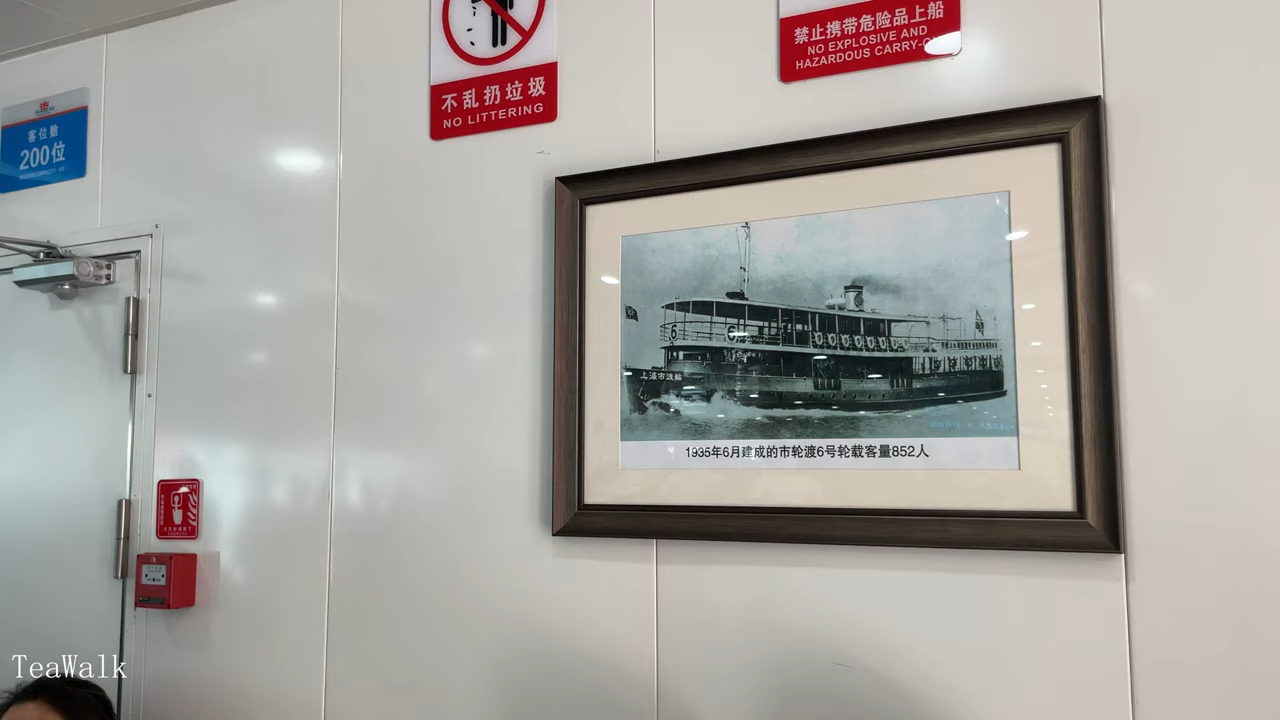 禁止携带危险品上船
NO EXPLOSIVE AND
HAZARDOUS CARRY-
不乱扔垃圾
NO LITTERING
客位数
200位
上海市渡輪
1935年6月建成的市轮渡6号轮载客量852人
TeaWalk